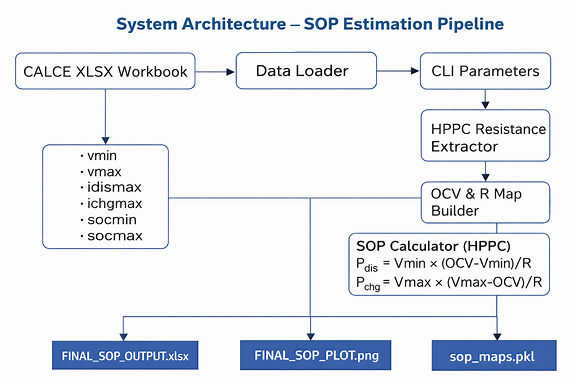 System Architecture – SOP Estimation Pipeline
CALCE XLSX Workbook
Data Loader
CLI Parameters
HPPC Resistance
Extractor
· vmin
· vmax
· idismax
· ichgmax
· socmin
· socmax
OCV & R Map
Builder
SOP Calculator (HPPC)
Pdis = Vmin × (OCV-Vmin)/R
Pchg = Vmax × (Vmax-OCV)/R
FINAL_SOP_OUTPUT.xlsx
FINAL_SOP_PLOT.png
sop_maps.pkl